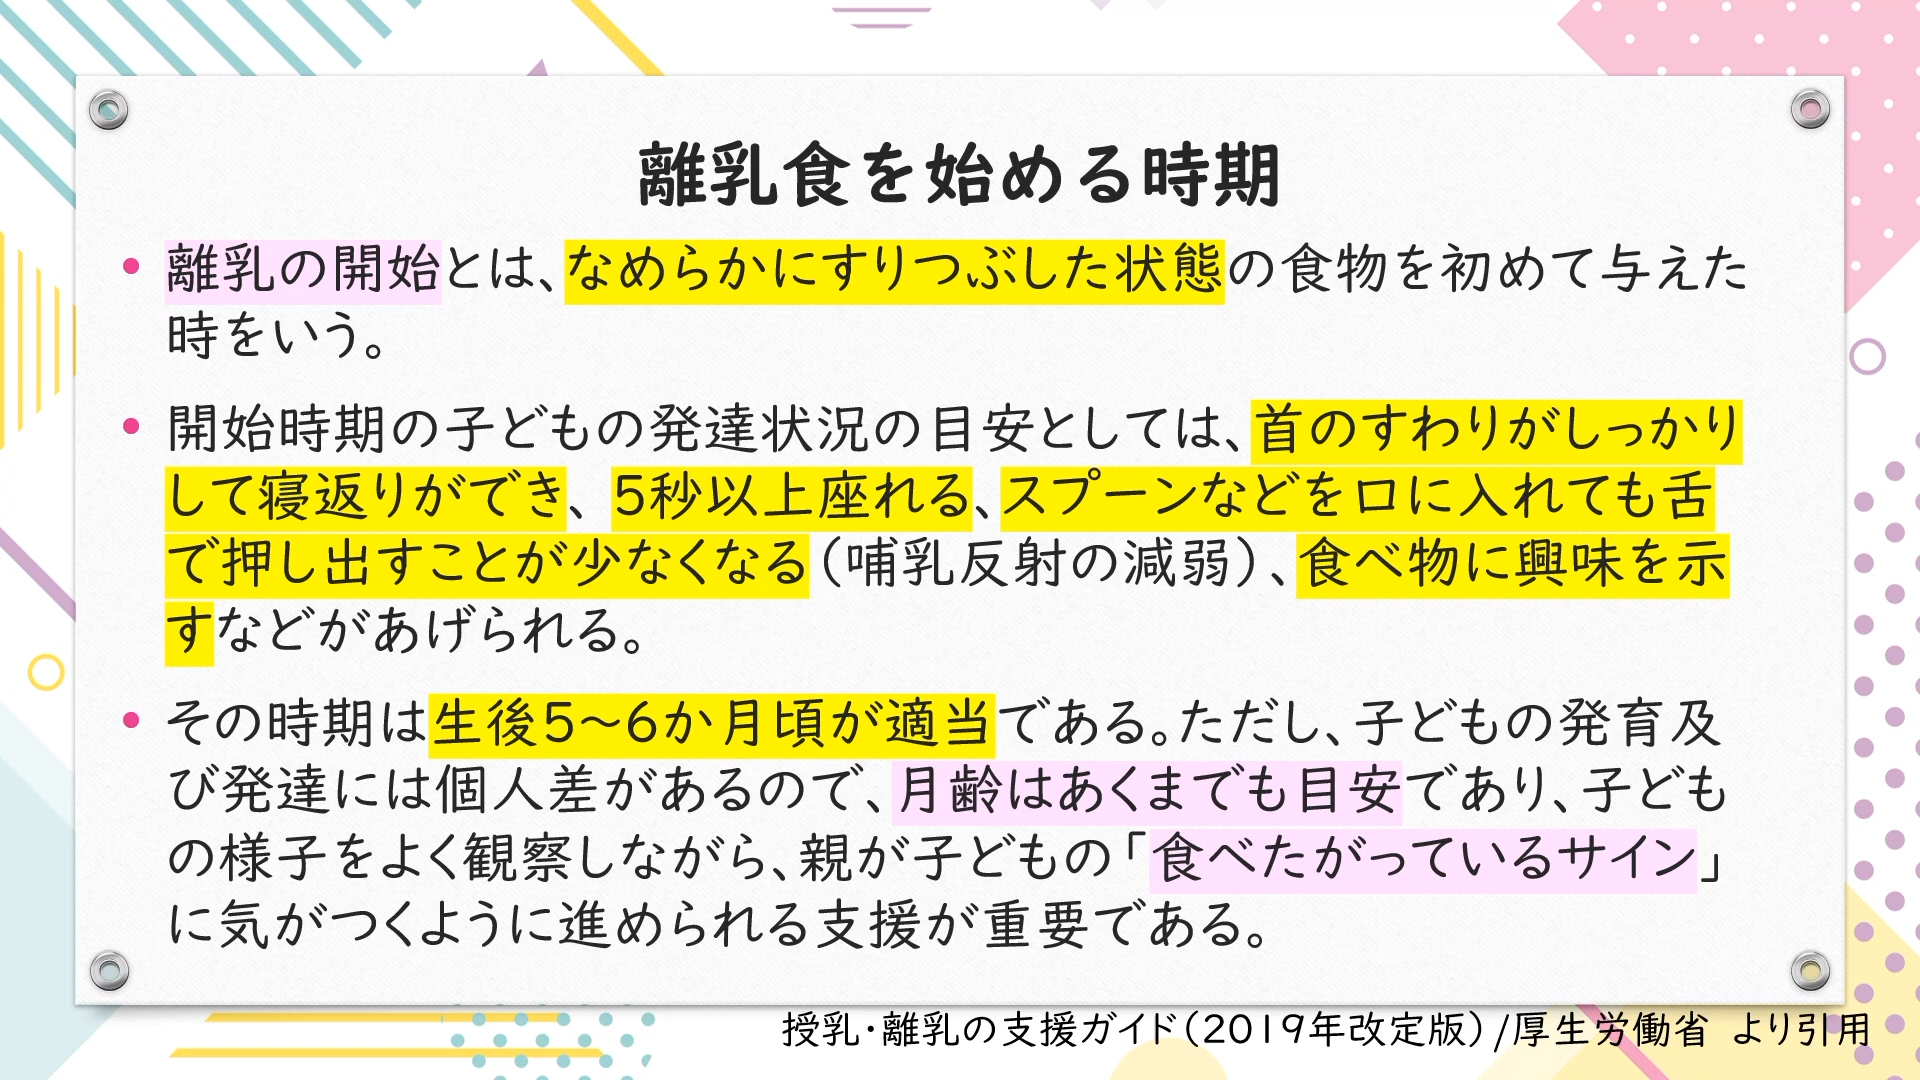 離乳食を始める時期
• 離乳の開始とは、なめらかにすりつぶした状態の食物を初めて与えた
時をいう。
• 開始時期の子どもの発達状況の目安としては、首のすわりがしっかり
して寝返りができ、5秒以上座れる、スプーンなどを口に入れても舌
で押し出すことが少なくなる（哺乳反射の減弱）、食べ物に興味を示
すなどがあげられる。
• その時期は生後5～6か月頃が適当である。ただし、子どもの発育及
び発達には個人差があるので、月齢はあくまでも目安であり、子ども
の様子をよく観察しながら、親が子どもの「食べたがっているサイン」
に気がつくように進められる支援が重要である。
授乳・離乳の支援ガイド（2019年改定版）/厚生労働省 より引用